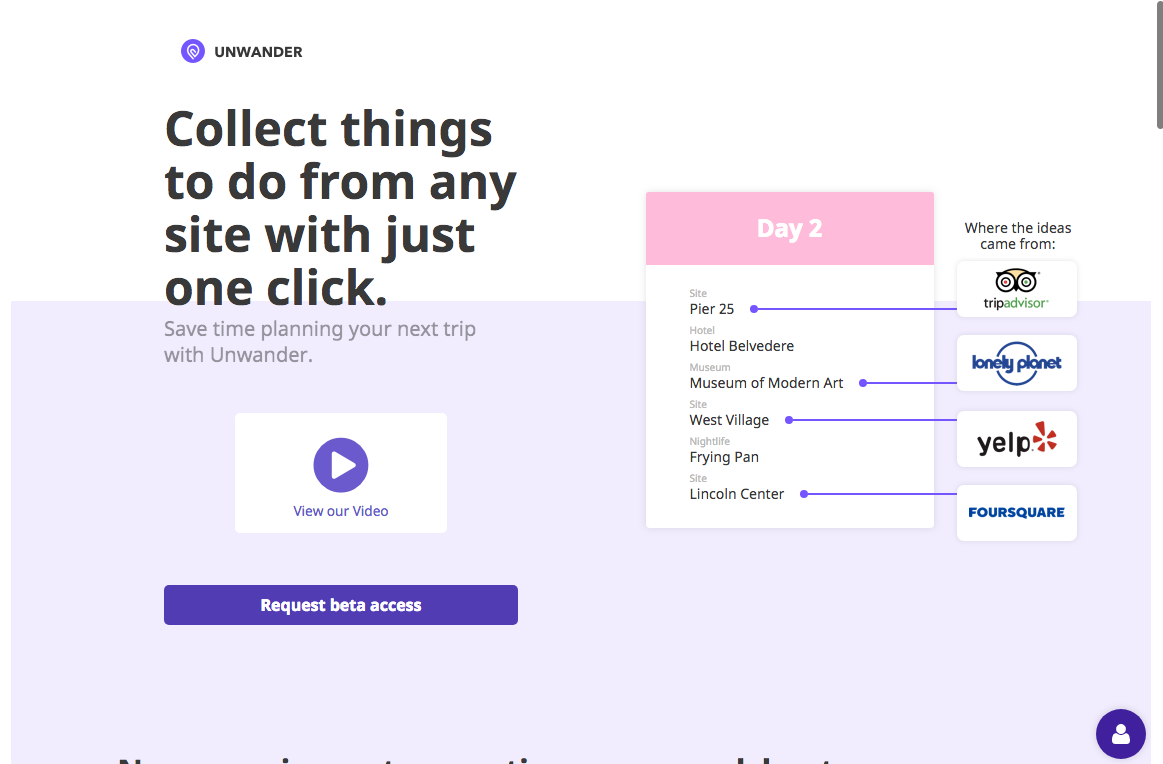 UNWANDER
Collect things
to do from any
site with just
one click.
Save time planning your next trip
with Unwander.
View our Video
Request beta access
Day 2
Site
Pier 25
Hotel
Hotel Belvedere
Museum
Museum of Modern Art
Site
West Village
Nightlife
Frying Pan
Site
Lincoln Center
Where the ideas
came from:
tripadvisor
lonely planet
yelp
FOURSQUARE